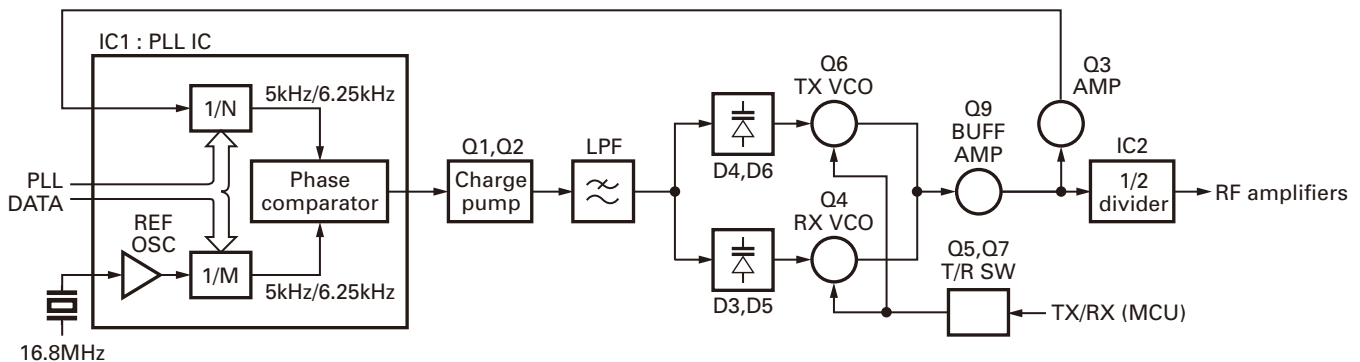 IC1 : PLL IC
1/N
5kHz/6.25kHz
PLL
DATA
Phase
comparator
REF
OSC
1/M
5kHz/6.25kHz
16.8MHz
Q1,Q2
Charge
pump
LPF
D4,D6
Q6
TX VCO
D3,D5
Q4
RX VCO
Q9
BUFF
AMP
Q3
AMP
IC2
1/2
divider
RF amplifiers
Q5,Q7
T/R SW
TX/RX (MCU)